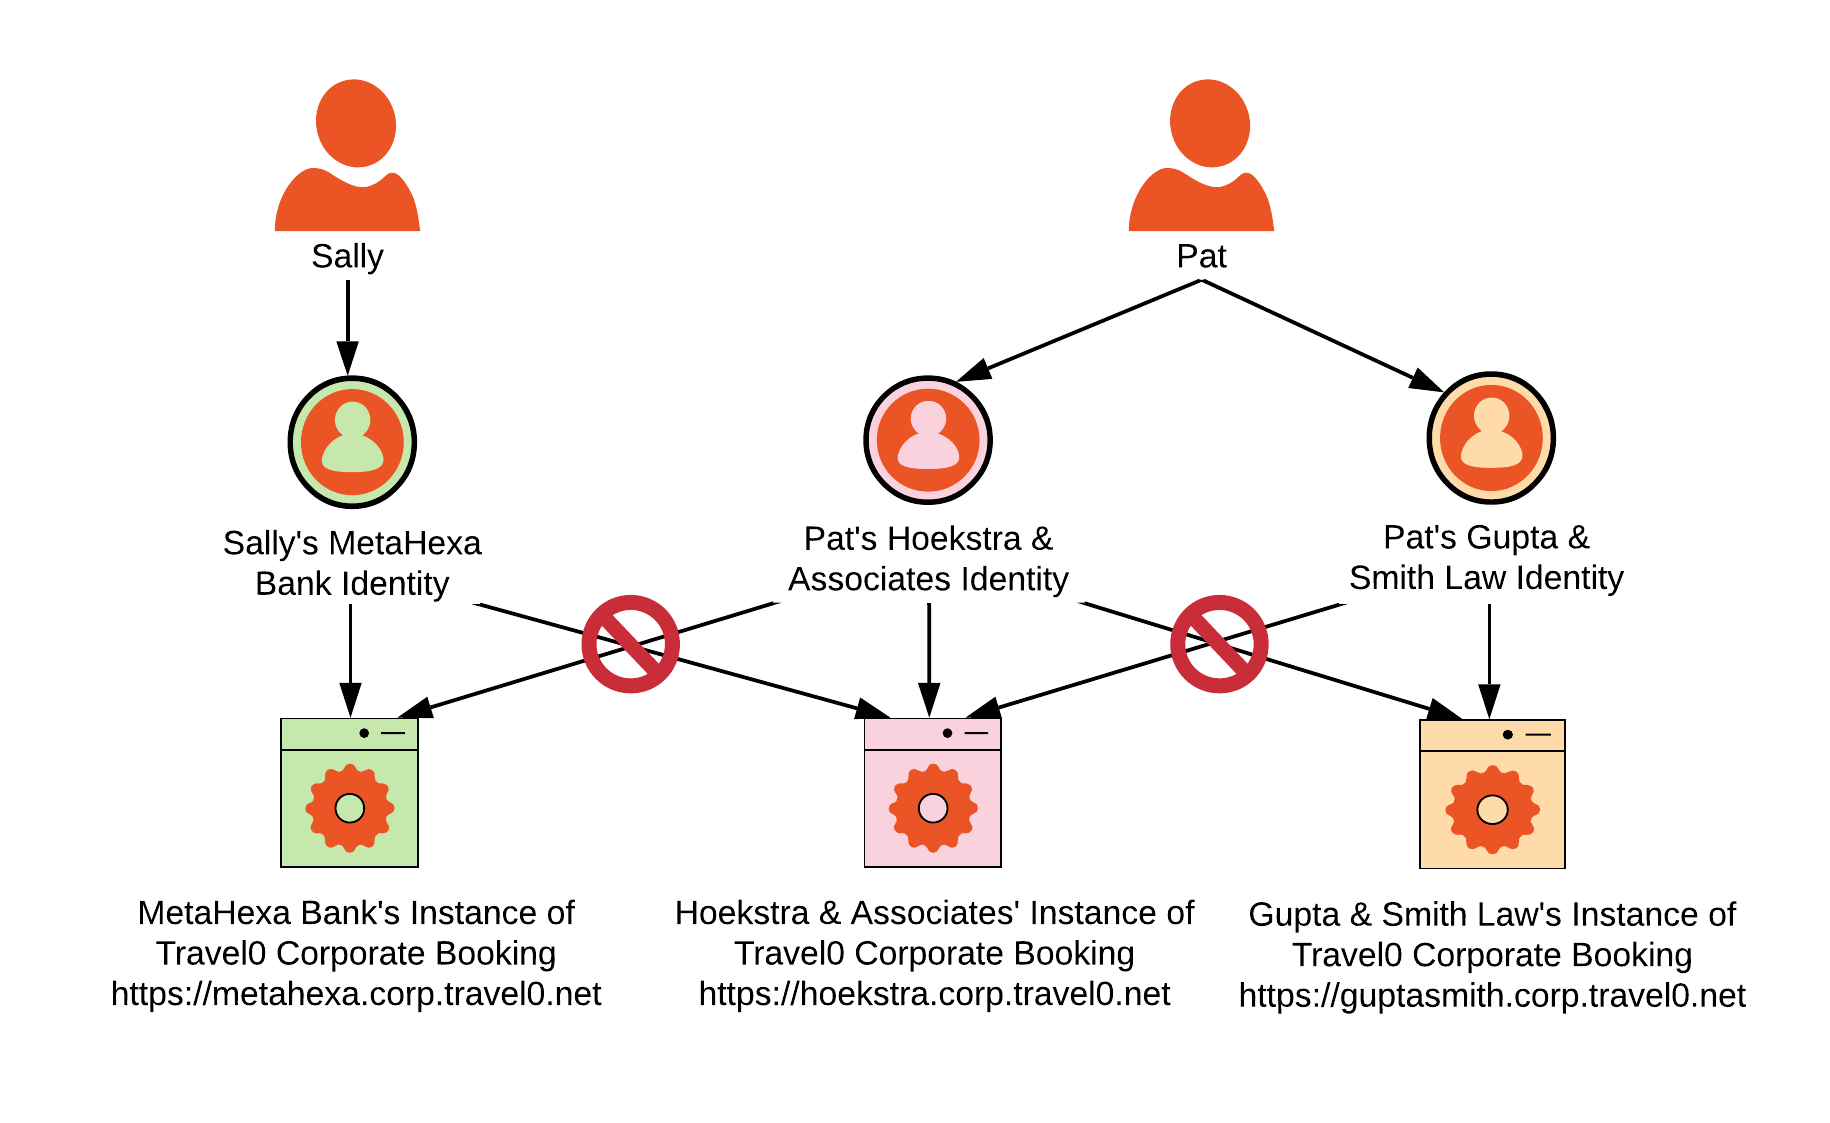 Sally
Pat
Sally's MetaHexa
Bank Identity
Pat's Hoekstra &
Associates Identity
Pat's Gupta &
Smith Law Identity
MetaHexa Bank's Instance of
Travel0 Corporate Booking
https://metahexa.corp.travel0.net
Hoekstra & Associates' Instance of
Travel0 Corporate Booking
https://hoekstra.corp.travel0.net
Gupta & Smith Law's Instance of
Travel0 Corporate Booking
https://guptasmith.corp.travel0.net